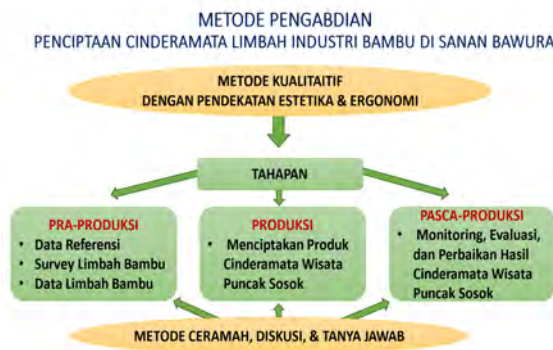 METODE PENGABDIAN
PENCIPTAAN CINDERAMATA LIMBAH INDUSTRI BAMBU DI SANAN BAWURA
METODE KUALITAITIF
DENGAN PENDEKATAN ESTETIKA & ERGONOMI
TAHAPAN
PRA-PRODUKSI
• Data Referensi
• Survey Limbah Bambu
• Data Limbah Bambu
PRODUKSI
• Menciptakan Produk
Cinderamata Wisata
Puncak Sosok
PASCA-PRODUKSI
• Monitoring, Evaluasi,
dan Perbaikan Hasil
Cinderamata Wisata
Puncak Sosok
METODE CERAMAH, DISKUSI, & TANYA JAWAB